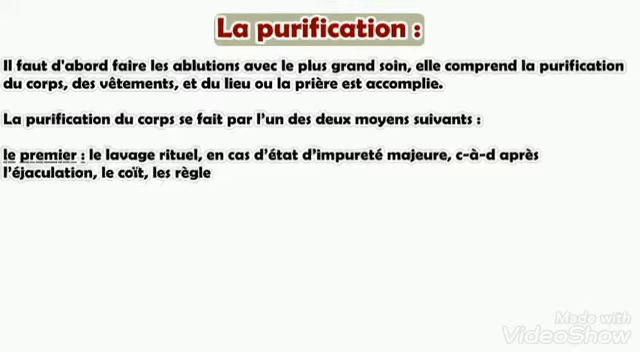 La purification :
Il faut d'abord faire les ablutions avec le plus grand soin, elle comprend la purification
du corps, des vêtements, et du lieu ou la prière est accomplie.
La purification du corps se fait par l'un des deux moyens suivants :
le premier : le lavage rituel, en cas d'état d'impureté majeure, c-à-d après
l'éjaculation, le coït, les règle
Made with
VideoShow